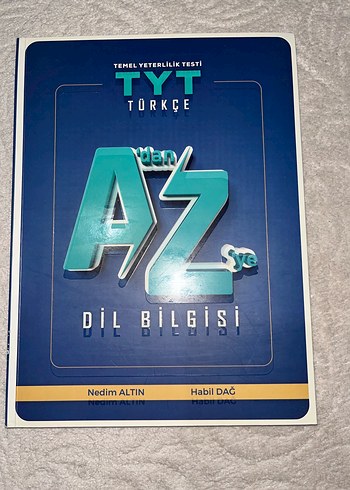 TEMEL YETERLİLİK TESTİ
TYT
TÜRKÇE
A'dan Z'ye
DİL BİLGİSİ
Nedim ALTIN Habil DAĞ